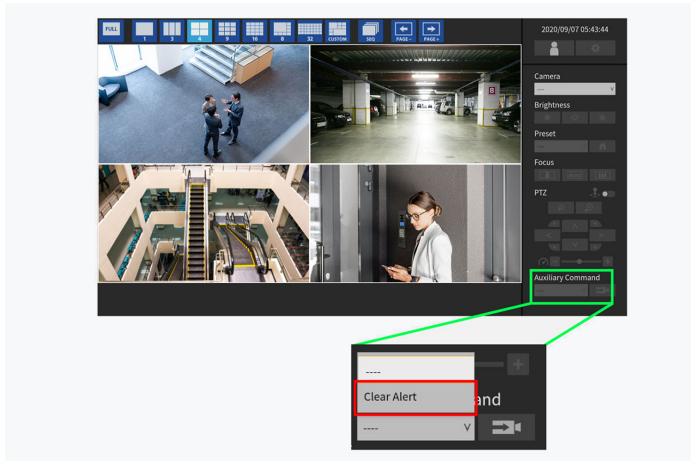 FULL 1 3 4 9 16 8 32 CUSTOM SEQ PAGE - PAGE +
2020/09/07 05:43:44
Camera
----
Brightness
Preset
----
Focus
PTZ
Auxiliary Command
----
----
Clear Alert
and
----